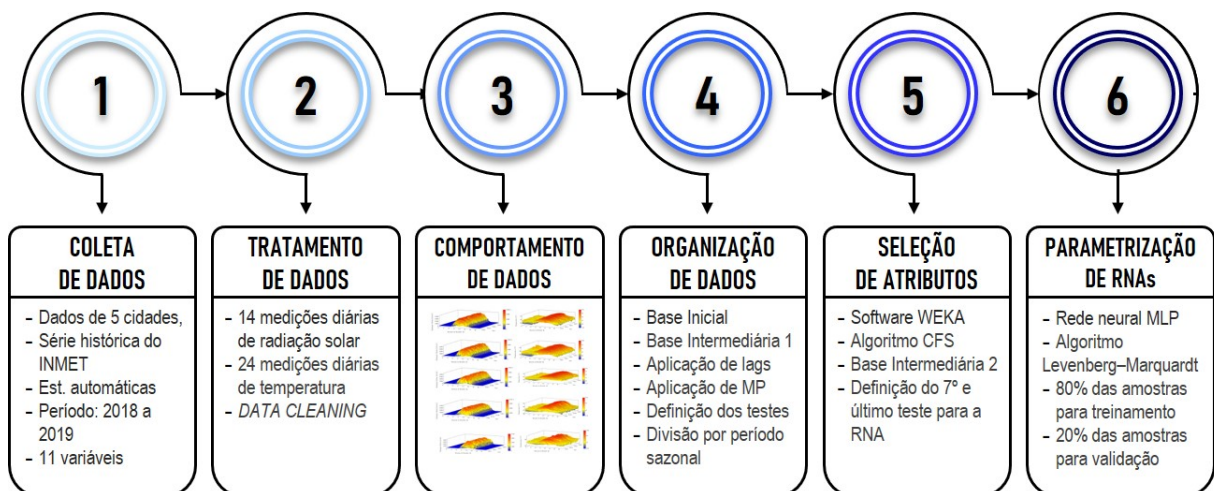 1
2
3
4
5
6
COLETA
DE DADOS
- Dados de 5 cidades,
- Série histórica do
INMET
- Est. automáticas
- Período: 2018 a
2019
- 11 variáveis
TRATAMENTO
DE DADOS
- 14 medições diárias
de radiação solar
- 24 medições diárias
de temperatura
- DATA CLEANING
COMPORTAMENTO
DE DADOS
ORGANIZAÇÃO
DE DADOS
- Base Inicial
- Base Intermediária 1
- Aplicação de lags
- Aplicação de MP
- Definição dos testes
- Divisão por período
sazonal
SELEÇÃO
DE ATRIBUTOS
- Software WEKA
- Algoritmo CFS
- Base Intermediária 2
- Definição do 7º e
último teste para a
RNA
PARAMETRIZAÇÃO
DE RNAs
- Rede neural MLP
- Algoritmo
Levenberg–Marquardt
- 80% das amostras
para treinamento
- 20% das amostras
para validação